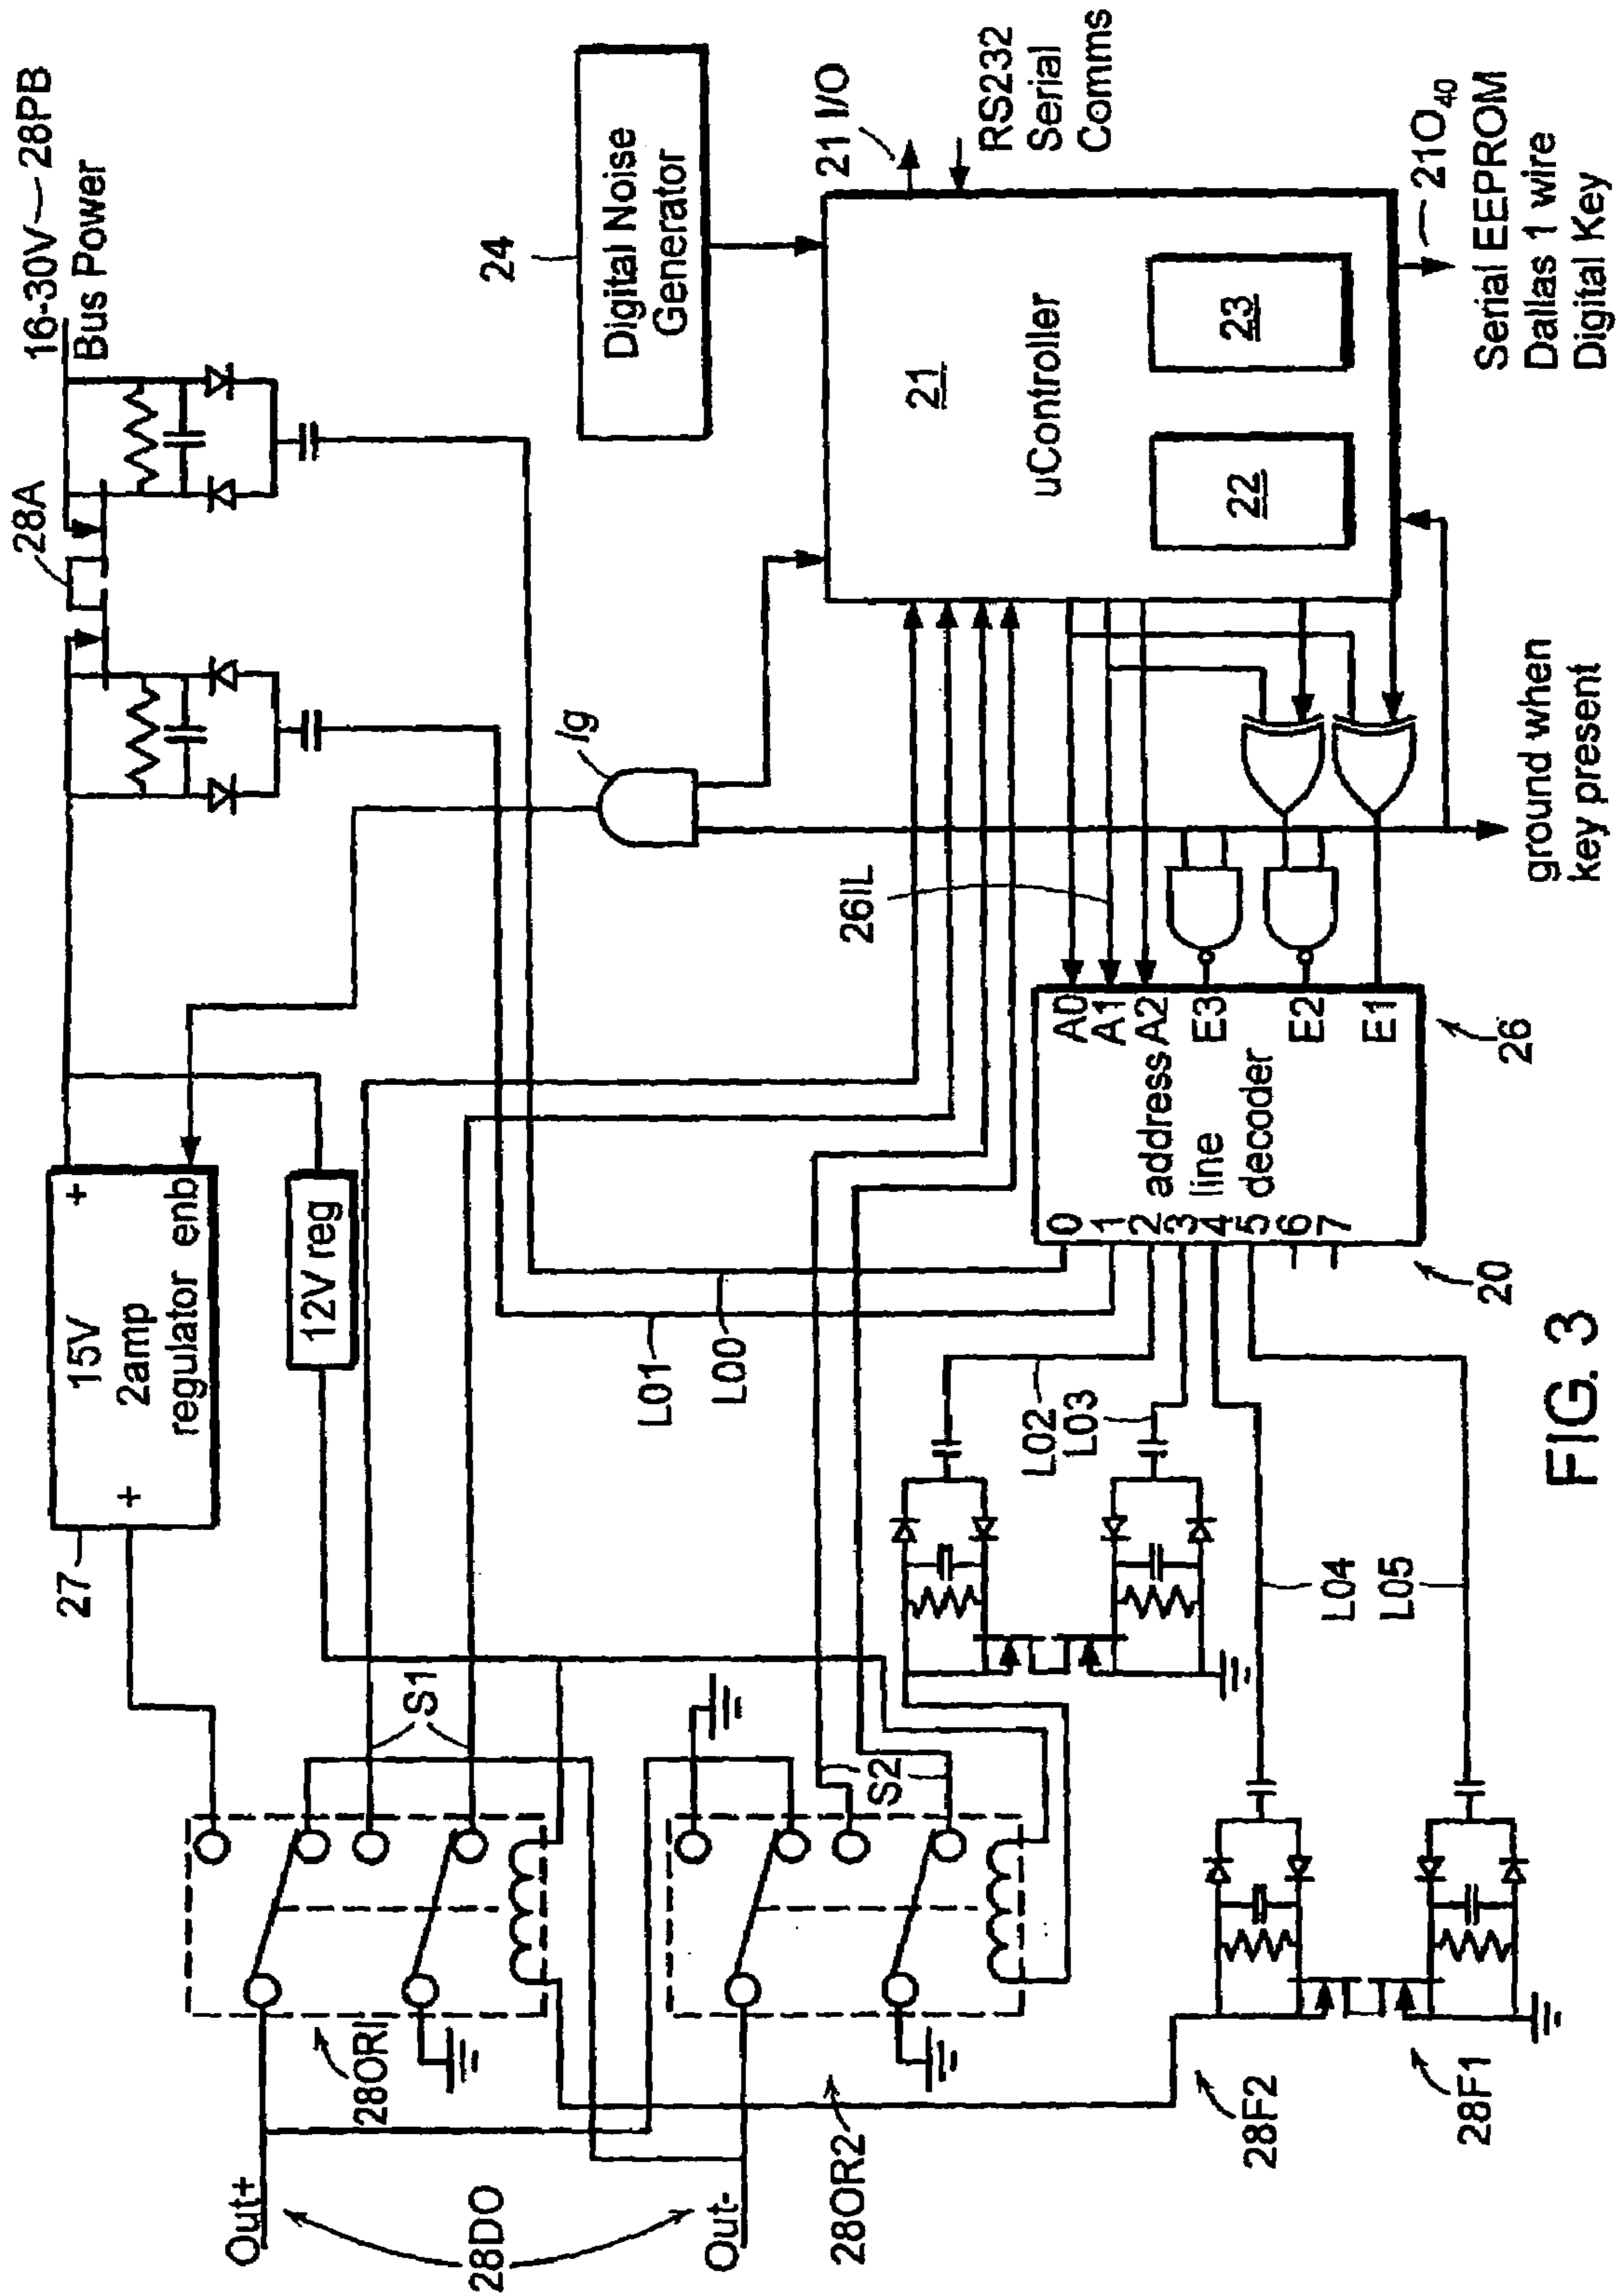 16-30V
28PB
Bus Power
28A
24
Digital Noise
Generator
21 I/O
RS232
Serial
Comms
21
uController
22
23
21O40
Serial EEPROM
Dallas 1 wire
Digital Key
lg
26IL
ground when
key present
27
15V
2amp
regulator
enb
+
+
12V reg
L01
L00
A0
A1
A2
E3
E2
E1
address
line
decoder
0
1
2
3
4
5
6
7
26
20
S1
S2
L02
L03
L04
L05
28OR1
28OR2
Out+
Out-
28DO
28F2
28F1
FIG. 3